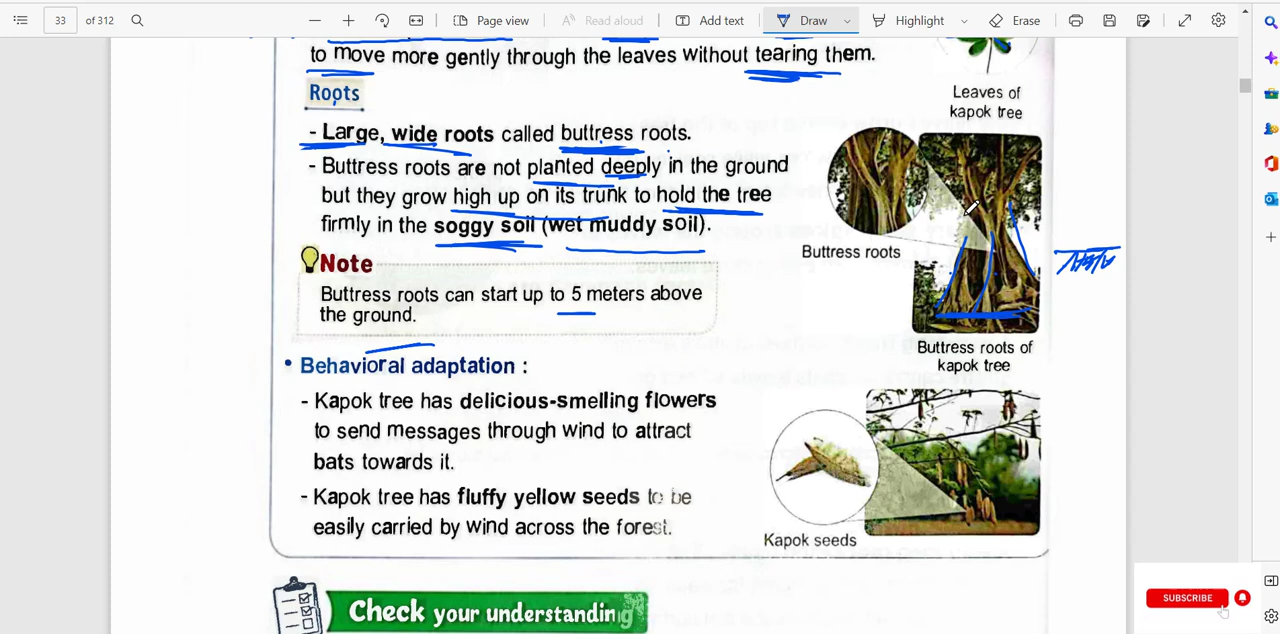 33 of 312
Page view
Read aloud
Add text
Draw
Highlight
Erase
to move more gently through the leaves without tearing them.
Leaves of
kapok tree
Roots
- Large, wide roots called buttress roots.
- Buttress roots are not planted deeply in the ground
but they grow high up on its trunk to hold the tree
firmly in the soggy soil (wet muddy soil).
Buttress roots
Note
Buttress roots can start up to 5 meters above
the ground.
Buttress roots of
kapok tree
• Behavioral adaptation :
- Kapok tree has delicious-smelling flowers
to send messages through wind to attract
bats towards it.
- Kapok tree has fluffy yellow seeds to be
easily carried by wind across the forest.
Kapok seeds
SUBSCRIBE
Check your understanding